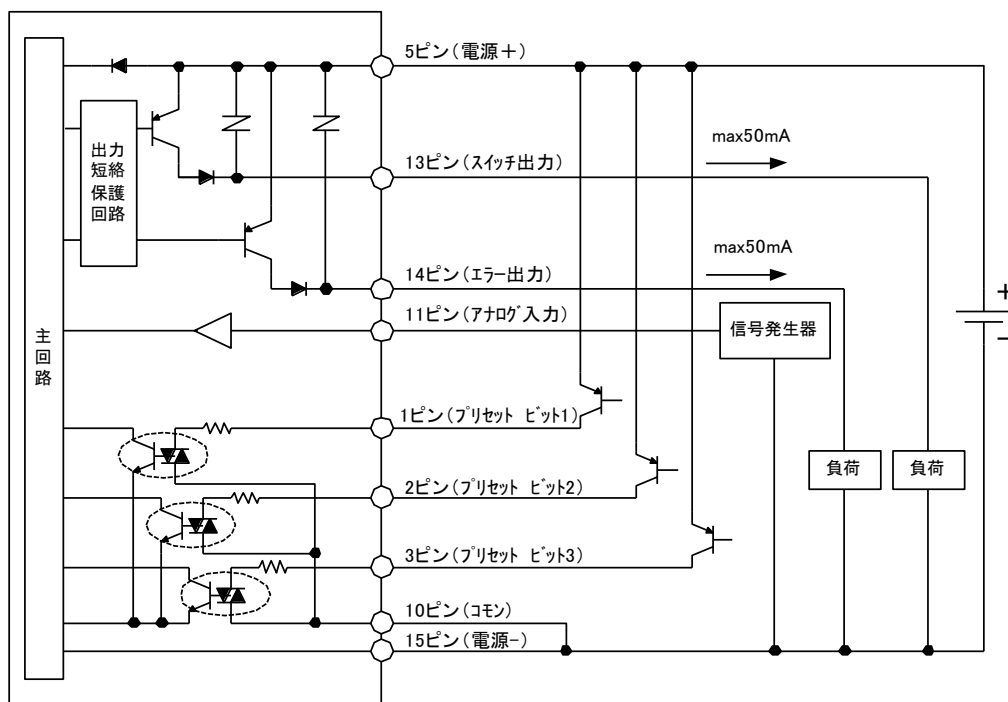 5ピン(電源+)
max50mA
出力
短絡
保護
回路
13ピン(スイッチ出力)
max50mA
14ピン(エラー出力)
11ピン(アナログ入力)
信号発生器
主
回
路
1ピン(プリセット ビット1)
負荷
負荷
2ピン(プリセット ビット2)
3ピン(プリセット ビット3)
10ピン(コモン)
15ピン(電源-)
+
-